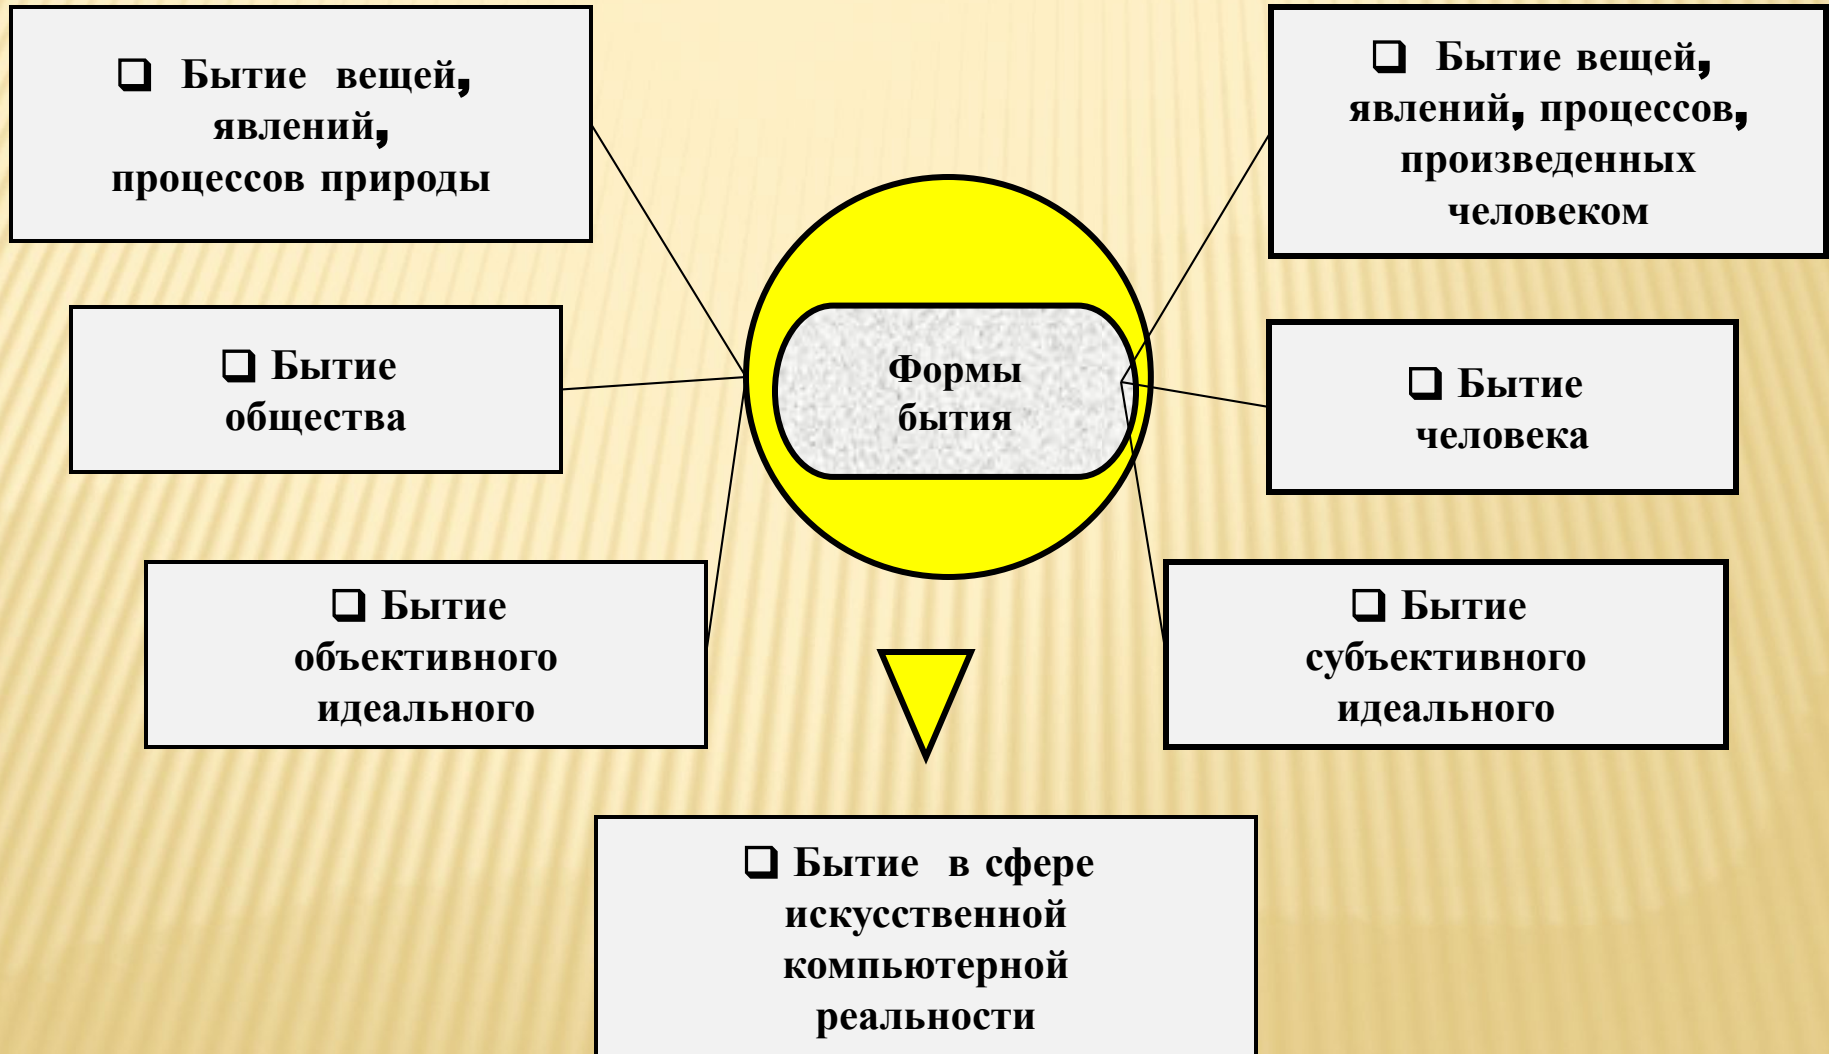 ❑ Бытие вещей,
явлений,
процессов природы
❑ Бытие вещей,
явлений, процессов,
произведенных
человеком
Формы
бытия
❑ Бытие
общества
❑ Бытие
человека
❑ Бытие
объективного
идеального
❑ Бытие
субъективного
идеального
❑ Бытие в сфере
искусственной
компьютерной
реальности